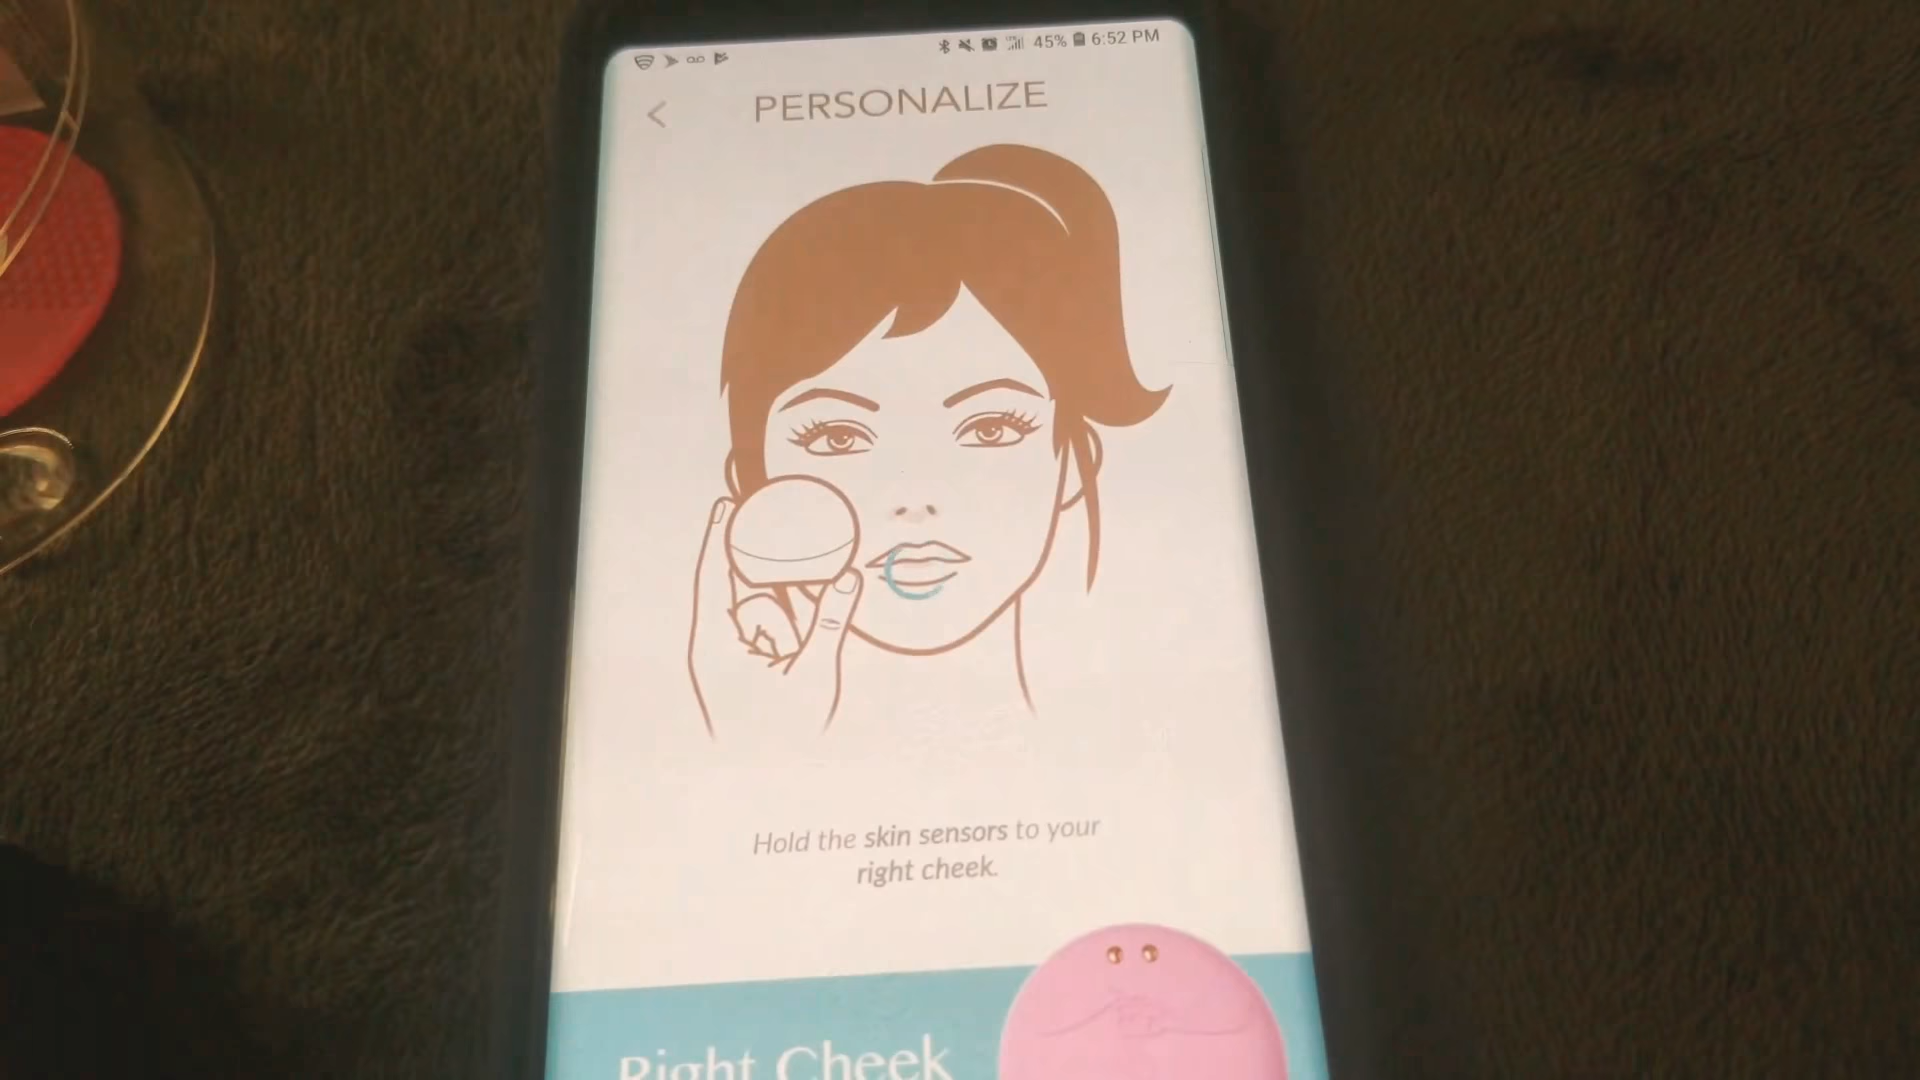 45% 6:52 PM
PERSONALIZE
Hold the skin sensors to your
right cheek.
Right Cheek